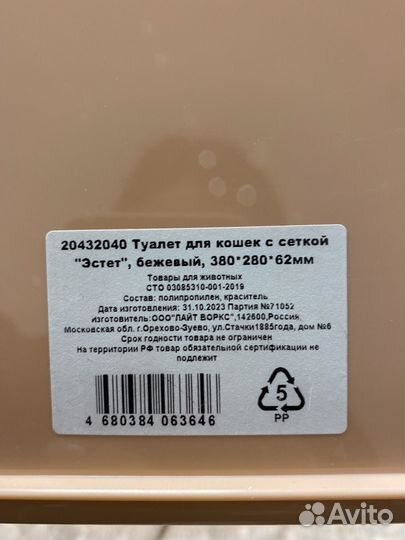 20432040 Туалет для кошек с сеткой
"Эстет", бежевый, 380*280*62мм
Товары для животных
СТО 03085310-001-2019
Состав: полипропилен, краситель
Дата изготовления: 31.10.2023 Партия №71052
Изготовитель:ООО"ЛАЙТ ВОРКС",142600,Россия,
Московская обл. г.Орехово-Зуево, ул.Стачки1885года, дом №6
Срок годности товара не ограничен
На территории РФ товар обязательной сертификации не
подлежит
4 680384 063646
5
PP
Avito